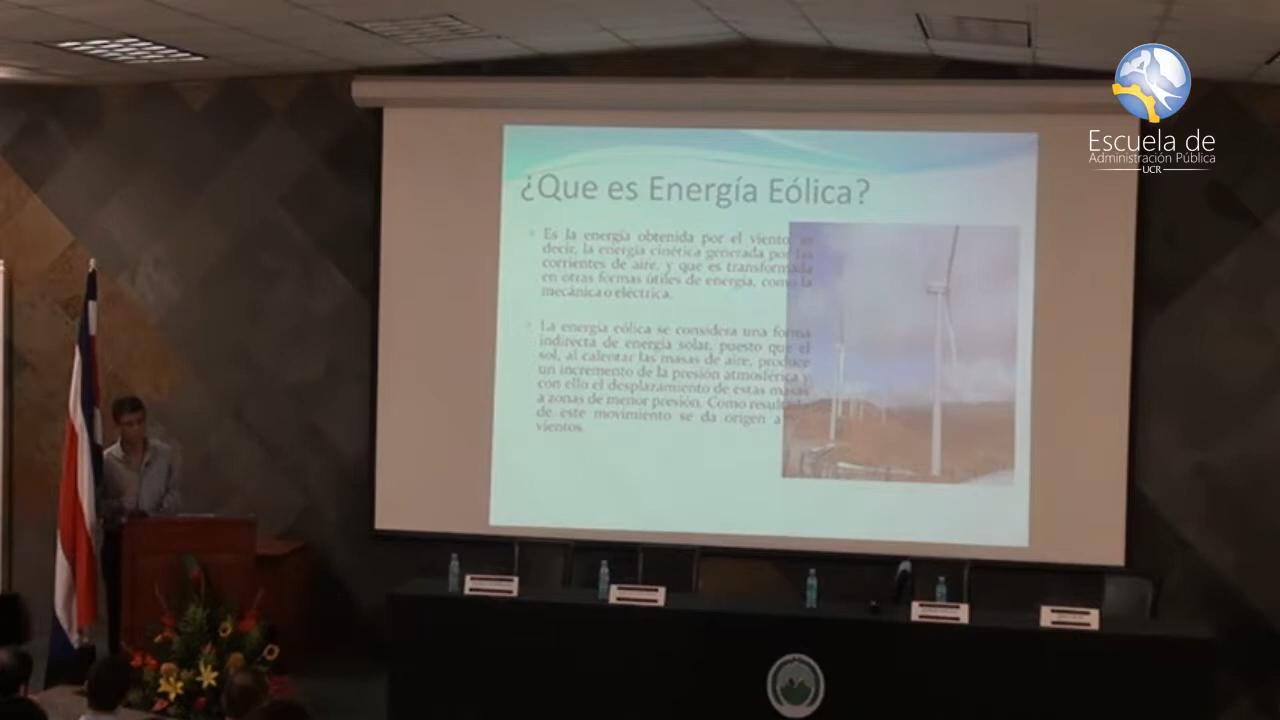 Escuela de
Administración Pública
UCR
¿Que es Energía Eólica?
Es la energía obtenida por el viento, es
decir, la energía cinética generada por las
corrientes de aire, y que es transformada
en otras formas útiles de energía, como la
mecánica o eléctrica.
La energía eólica se considera una forma
indirecta de energía solar, puesto que el
sol, al calentar las masas de aire, produce
un incremento de la presión atmosférica y
con ello el desplazamiento de estas masas
a zonas de menor presión. Como resultado
de este movimiento se da origen a
vientos.